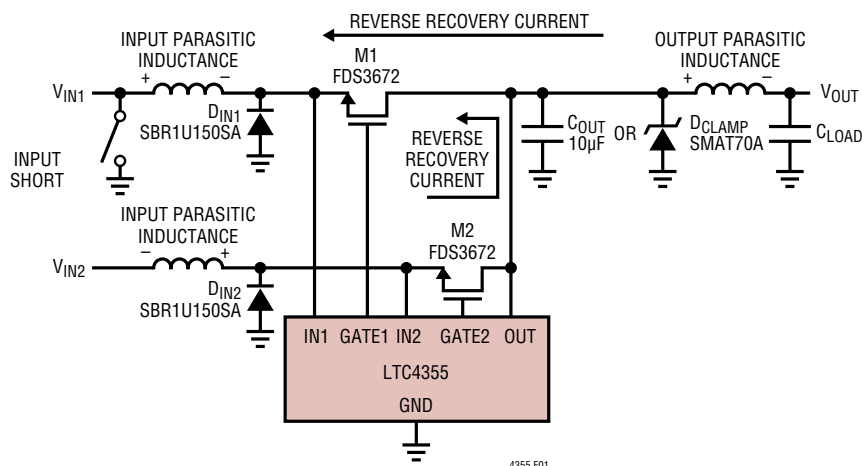 REVERSE RECOVERY CURRENT
INPUT PARASITIC
INDUCTANCE
M1
FDS3672
OUTPUT PARASITIC
INDUCTANCE
VIN1
+
–
+
–
VOUT
DIN1
SBR1U150SA
INPUT
SHORT
REVERSE
RECOVERY
CURRENT
COUT
10µF
OR
DCLAMP
SMAT70A
CLOAD
INPUT PARASITIC
INDUCTANCE
M2
FDS3672
VIN2
–
+
DIN2
SBR1U150SA
IN1 GATE1 IN2 GATE2 OUT
LTC4355
GND
4355 F01